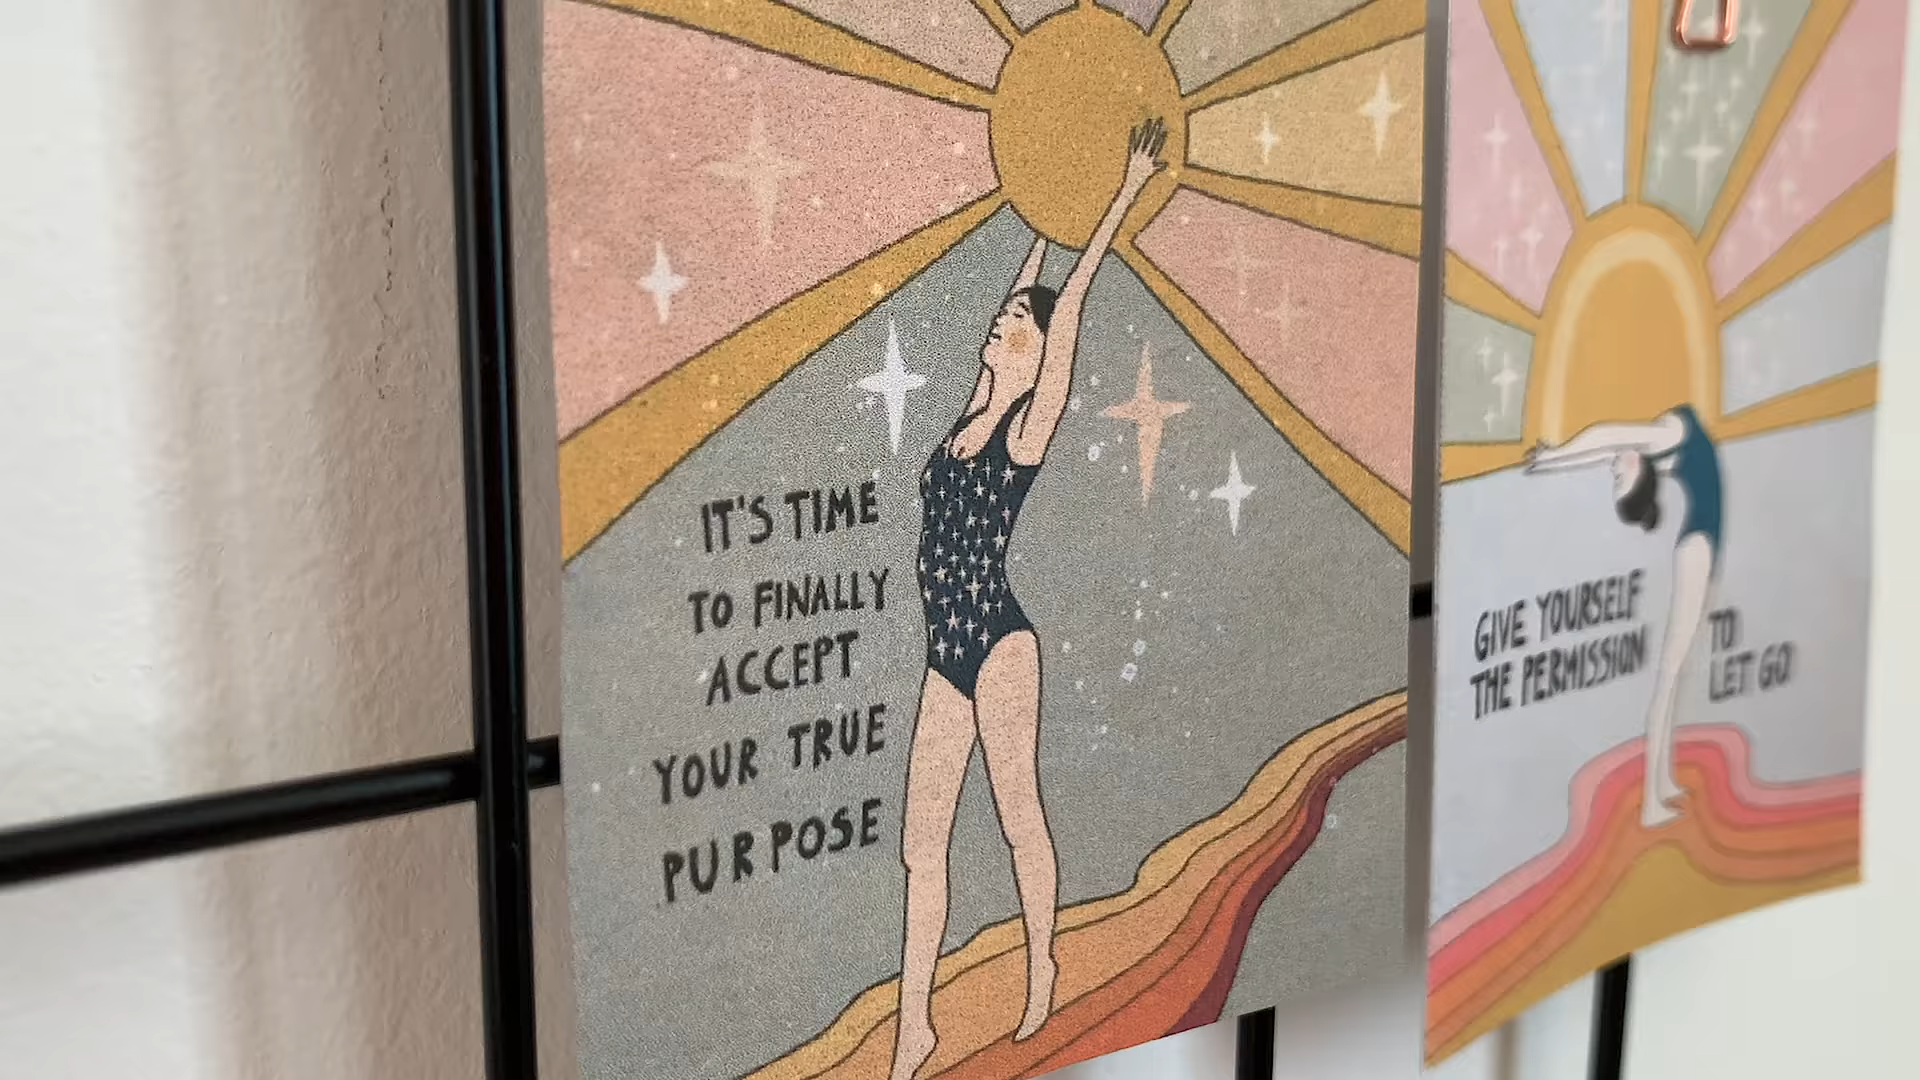 IT'S TIME
TO FINALLY
ACCEPT
YOUR TRUE
PURPOSE
GIVE YOURSELF
THE PERMISSION
TO
LET GO